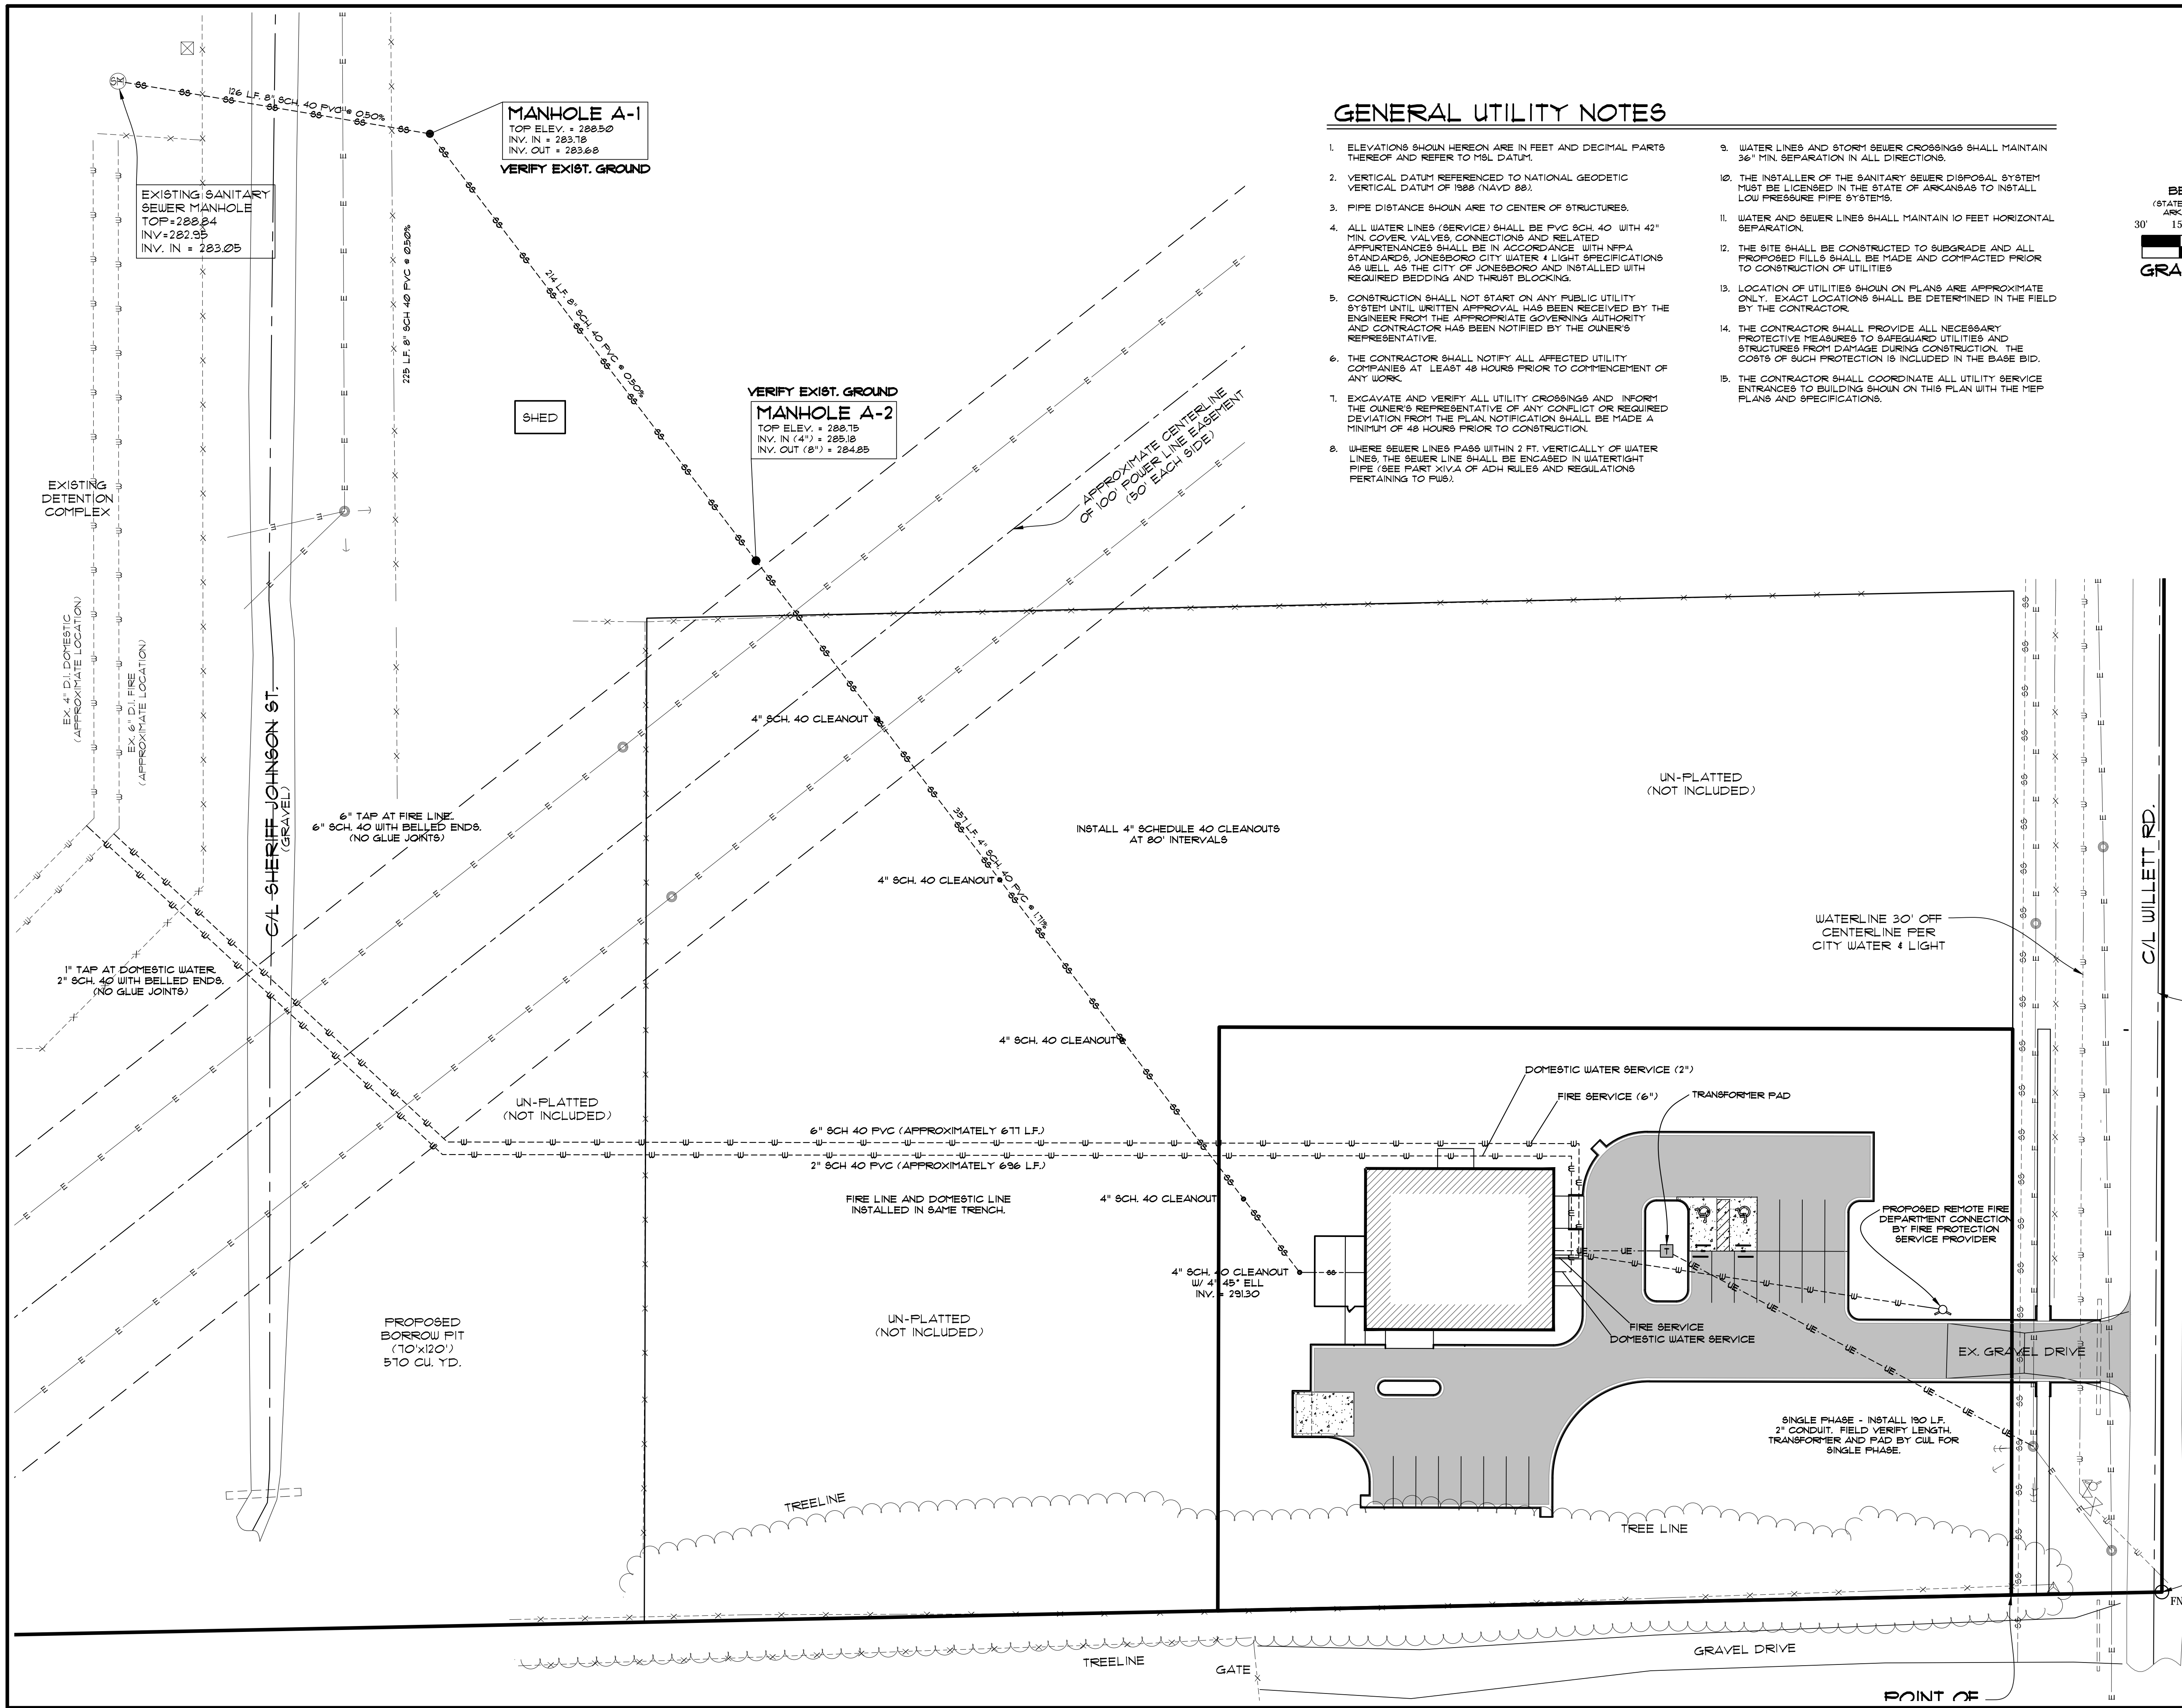 GENERAL UTILITY NOTES
1. ELEVATIONS SHOWN HEREON ARE IN FEET AND DECIMAL PARTS
THEREOF AND REFER TO MSL DATUM.
2. VERTICAL DATUM REFERENCED TO NATIONAL GEODETIC
VERTICAL DATUM OF 1988 (NAVD 88).
3. PIPE DISTANCE SHOWN ARE TO CENTER OF STRUCTURES.
4. ALL WATER LINES (SERVICE) SHALL BE PVC SCH. 40 WITH 42"
MIN. COVER. VALVES, CONNECTIONS AND RELATED
APPURTENANCES SHALL BE IN ACCORDANCE WITH NFPA
STANDARDS, JONESBORO CITY WATER & LIGHT SPECIFICATIONS
AS WELL AS THE CITY OF JONESBORO AND INSTALLED WITH
REQUIRED BEDDING AND THRUST BLOCKING.
5. CONSTRUCTION SHALL NOT START ON ANY PUBLIC UTILITY
SYSTEM UNTIL WRITTEN APPROVAL HAS BEEN RECEIVED BY THE
ENGINEER FROM THE APPROPRIATE GOVERNING AUTHORITY
AND CONTRACTOR HAS BEEN NOTIFIED BY THE OWNER'S
REPRESENTATIVE.
6. THE CONTRACTOR SHALL NOTIFY ALL AFFECTED UTILITY
COMPANIES AT LEAST 48 HOURS PRIOR TO COMMENCEMENT OF
ANY WORK.
7. EXCAVATE AND VERIFY ALL UTILITY CROSSINGS AND INFORM
THE OWNER'S REPRESENTATIVE OF ANY CONFLICT OR REQUIRED
DEVIATION FROM THE PLAN. NOTIFICATION SHALL BE MADE A
MINIMUM OF 48 HOURS PRIOR TO CONSTRUCTION.
8. WHERE SEWER LINES PASS WITHIN 2 FT. VERTICALLY OF WATER
LINES, THE SEWER LINE SHALL BE ENCASED IN WATERTIGHT
PIPE (SEE PART XIV.A OF ADH RULES AND REGULATIONS
PERTAINING TO PWS).
9. WATER LINES AND STORM SEWER CROSSINGS SHALL MAINTAIN
36" MIN. SEPARATION IN ALL DIRECTIONS.
10. THE INSTALLER OF THE SANITARY SEWER DISPOSAL SYSTEM
MUST BE LICENSED IN THE STATE OF ARKANSAS TO INSTALL
LOW PRESSURE PIPE SYSTEMS.
11. WATER AND SEWER LINES SHALL MAINTAIN 10 FEET HORIZONTAL
SEPARATION.
12. THE SITE SHALL BE CONSTRUCTED TO SUBGRADE AND ALL
PROPOSED FILLS SHALL BE MADE AND COMPACTED PRIOR
TO CONSTRUCTION OF UTILITIES
13. LOCATION OF UTILITIES SHOWN ON PLANS ARE APPROXIMATE
ONLY. EXACT LOCATIONS SHALL BE DETERMINED IN THE FIELD
BY THE CONTRACTOR.
14. THE CONTRACTOR SHALL PROVIDE ALL NECESSARY
PROTECTIVE MEASURES TO SAFEGUARD UTILITIES AND
STRUCTURES FROM DAMAGE DURING CONSTRUCTION. THE
COSTS OF SUCH PROTECTION IS INCLUDED IN THE BASE BID.
15. THE CONTRACTOR SHALL COORDINATE ALL UTILITY SERVICE
ENTRANCES TO BUILDING SHOWN ON THIS PLAN WITH THE MEP
PLANS AND SPECIFICATIONS.
BE
(STATE
ARK
30' 15
GRA
126 L.F. 8" SCH. 40 PVC @ 0.50%
MANHOLE A-1
TOP ELEV. = 288.50
INV. IN = 283.78
INV. OUT = 283.68
VERIFY EXIST. GROUND
EXISTING SANITARY
SEWER MANHOLE
TOP=288.84
INV=282.95
INV. IN = 283.05
225 L.F. 8" SCH 40 PVC @ 0.50%
214 L.F. 8" SCH. 40 PVC @ 0.50%
SHED
VERIFY EXIST. GROUND
MANHOLE A-2
TOP ELEV. = 288.75
INV. IN (4") = 285.18
INV. OUT (8") = 284.85
APPROXIMATE CENTERLINE
OF 100' POWER LINE EASEMENT
(50' EACH SIDE)
EXISTING
DETENTION
COMPLEX
EX. 4" D.I. DOMESTIC
(APPROXIMATE LOCATION)
EX. 6" D.I. FIRE
(APPROXIMATE LOCATION)
C/L SHERIFF JOHNSON ST.
(GRAVEL)
4" SCH. 40 CLEANOUT
6" TAP AT FIRE LINE.
6" SCH. 40 WITH BELLED ENDS.
(NO GLUE JOINTS)
357 L.F. 4" SCH. 40 PVC @ 1.71%
INSTALL 4" SCHEDULE 40 CLEANOUTS
AT 80' INTERVALS
UN-PLATTED
(NOT INCLUDED)
4" SCH. 40 CLEANOUT
WATERLINE 30' OFF
CENTERLINE PER
CITY WATER & LIGHT
C/L WILLETT RD.
1" TAP AT DOMESTIC WATER.
2" SCH. 40 WITH BELLED ENDS.
(NO GLUE JOINTS)
4" SCH. 40 CLEANOUT
DOMESTIC WATER SERVICE (2")
FIRE SERVICE (6")
TRANSFORMER PAD
UN-PLATTED
(NOT INCLUDED)
6" SCH 40 PVC (APPROXIMATELY 677 L.F.)
2" SCH 40 PVC (APPROXIMATELY 696 L.F.)
FIRE LINE AND DOMESTIC LINE
INSTALLED IN SAME TRENCH.
4" SCH. 40 CLEANOUT
PROPOSED REMOTE FIRE
DEPARTMENT CONNECTION
BY FIRE PROTECTION
SERVICE PROVIDER
T
4" SCH. 40 CLEANOUT
W/ 4" 45° ELL
INV. = 291.30
PROPOSED
BORROW PIT
(70'x120')
570 CU. YD.
UN-PLATTED
(NOT INCLUDED)
FIRE SERVICE
DOMESTIC WATER SERVICE
EX. GRAVEL DRIVE
SINGLE PHASE - INSTALL 190 L.F.
2" CONDUIT. FIELD VERIFY LENGTH.
TRANSFORMER AND PAD BY CWL FOR
SINGLE PHASE.
TREELINE
TREE LINE
FN
TREELINE
GATE
GRAVEL DRIVE
POINT OF